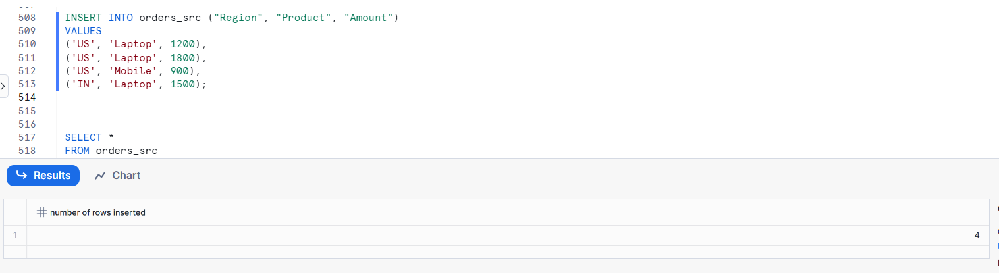 508 INSERT INTO orders_src ("Region", "Product", "Amount")
509 VALUES
510 ('US', 'Laptop', 1200),
511 ('US', 'Laptop', 1800),
512 ('US', 'Mobile', 900),
513 ('IN', 'Laptop', 1500);
514
515
516
517 SELECT *
518 FROM orders_src
Results Chart
number of rows inserted
1 4